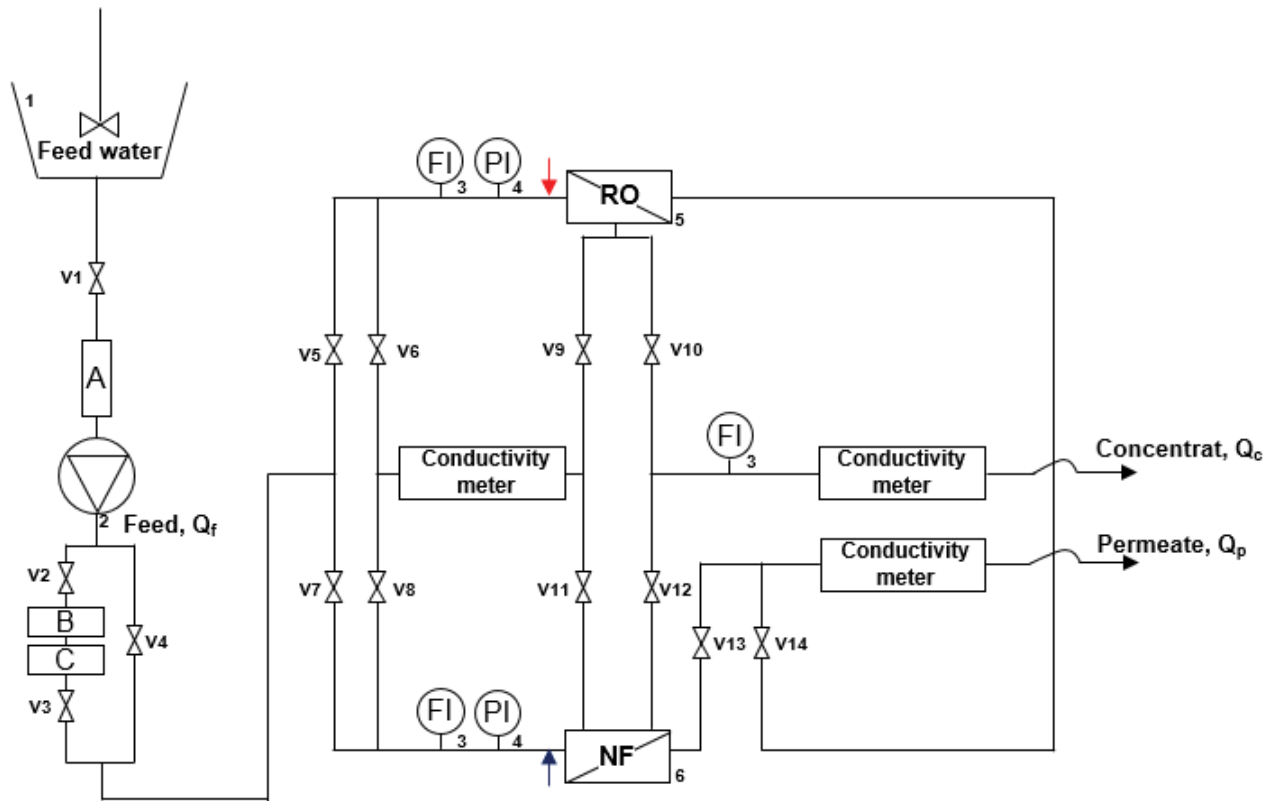 1
Feed water
V1
A
2
Feed, Qf
V2
B
C
V3
V4
FI
3
PI
4
RO
5
V5
V6
V9
V10
Conductivity
meter
FI
3
Conductivity
meter
Concentrat, Qc
Conductivity
meter
Permeate, Qp
V7
V8
V11
V12
V13
V14
FI
3
PI
4
NF
6